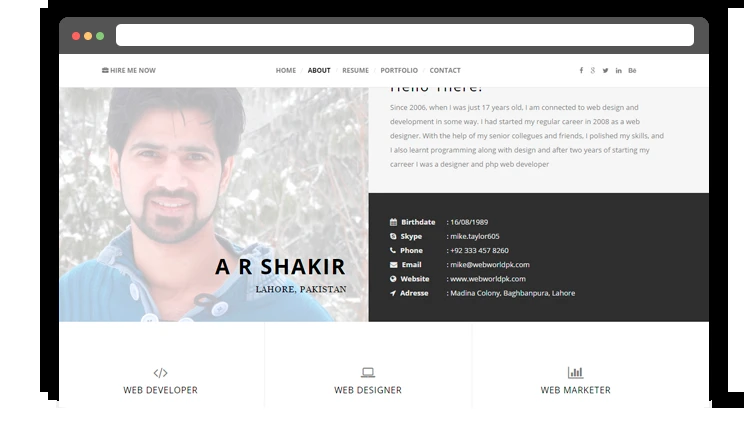 HIRE ME NOW
HOME / ABOUT / RESUME / PORTFOLIO / CONTACT
Hello There!
Since 2006, when i was just 17 years old, I am connected to web design and
development in some way. I had started my regular career in 2008 as a web
designer. With the help of my senior collegues and friends, I polished my skills, and
I also learnt programming along with design and after two years of starting my
carreer I was a designer and php web developer
A R SHAKIR
LAHORE, PAKISTAN
Birthdate : 16/08/1989
Skype : mike.taylor605
Phone : +92 333 457 8260
Email : mike@webworldpk.com
Website : www.webworldpk.com
Adresse : Madina Colony, Baghbanpura, Lahore
WEB DEVELOPER
WEB DESIGNER
WEB MARKETER